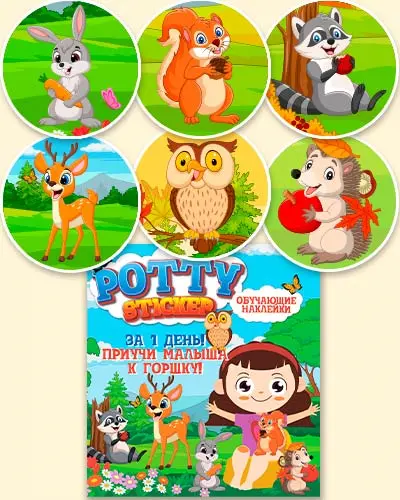 POTTY
STICKER
ОБУЧАЮЩИЕ
НАКЛЕЙКИ
ЗА 1 ДЕНЬ!
ПРИУЧИ МАЛЫША
К ГОРШКУ!